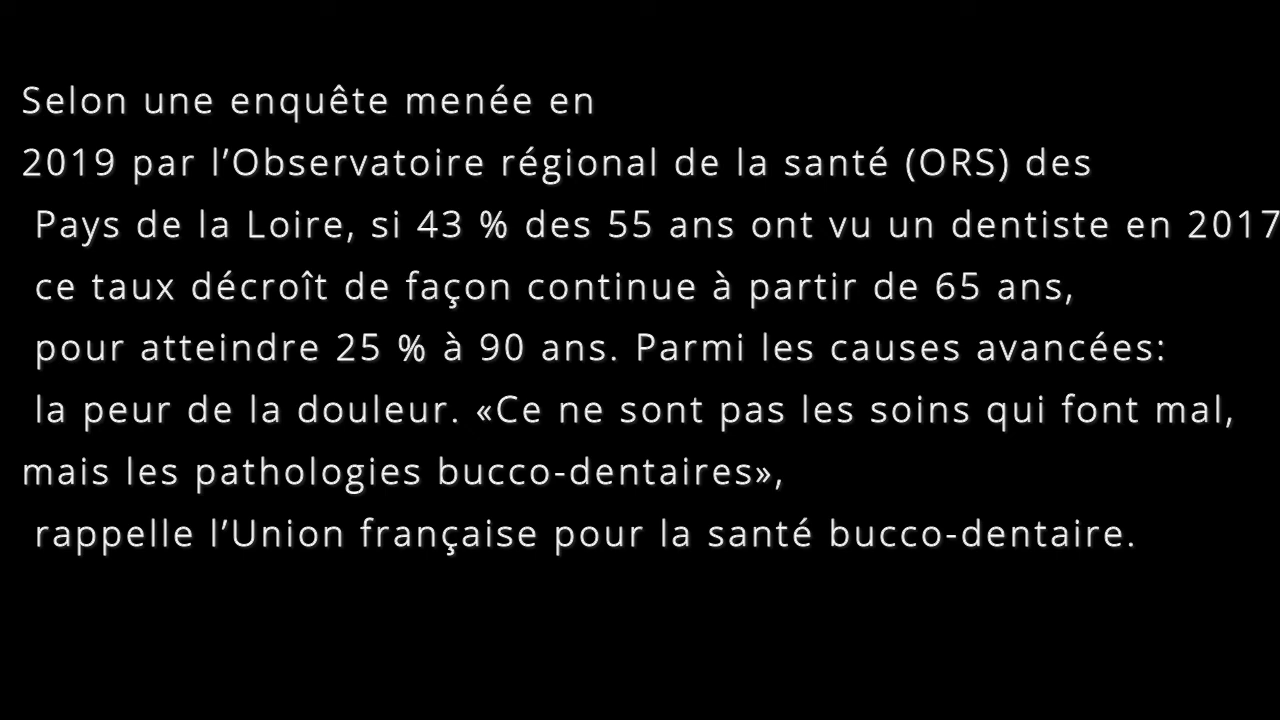 Selon une enquête menée en
2019 par l’Observatoire régional de la santé (ORS) des
Pays de la Loire, si 43 % des 55 ans ont vu un dentiste en 2017
ce taux décroît de façon continue à partir de 65 ans,
pour atteindre 25 % à 90 ans. Parmi les causes avancées:
la peur de la douleur. «Ce ne sont pas les soins qui font mal,
mais les pathologies bucco-dentaires»,
rappelle l’Union française pour la santé bucco-dentaire.